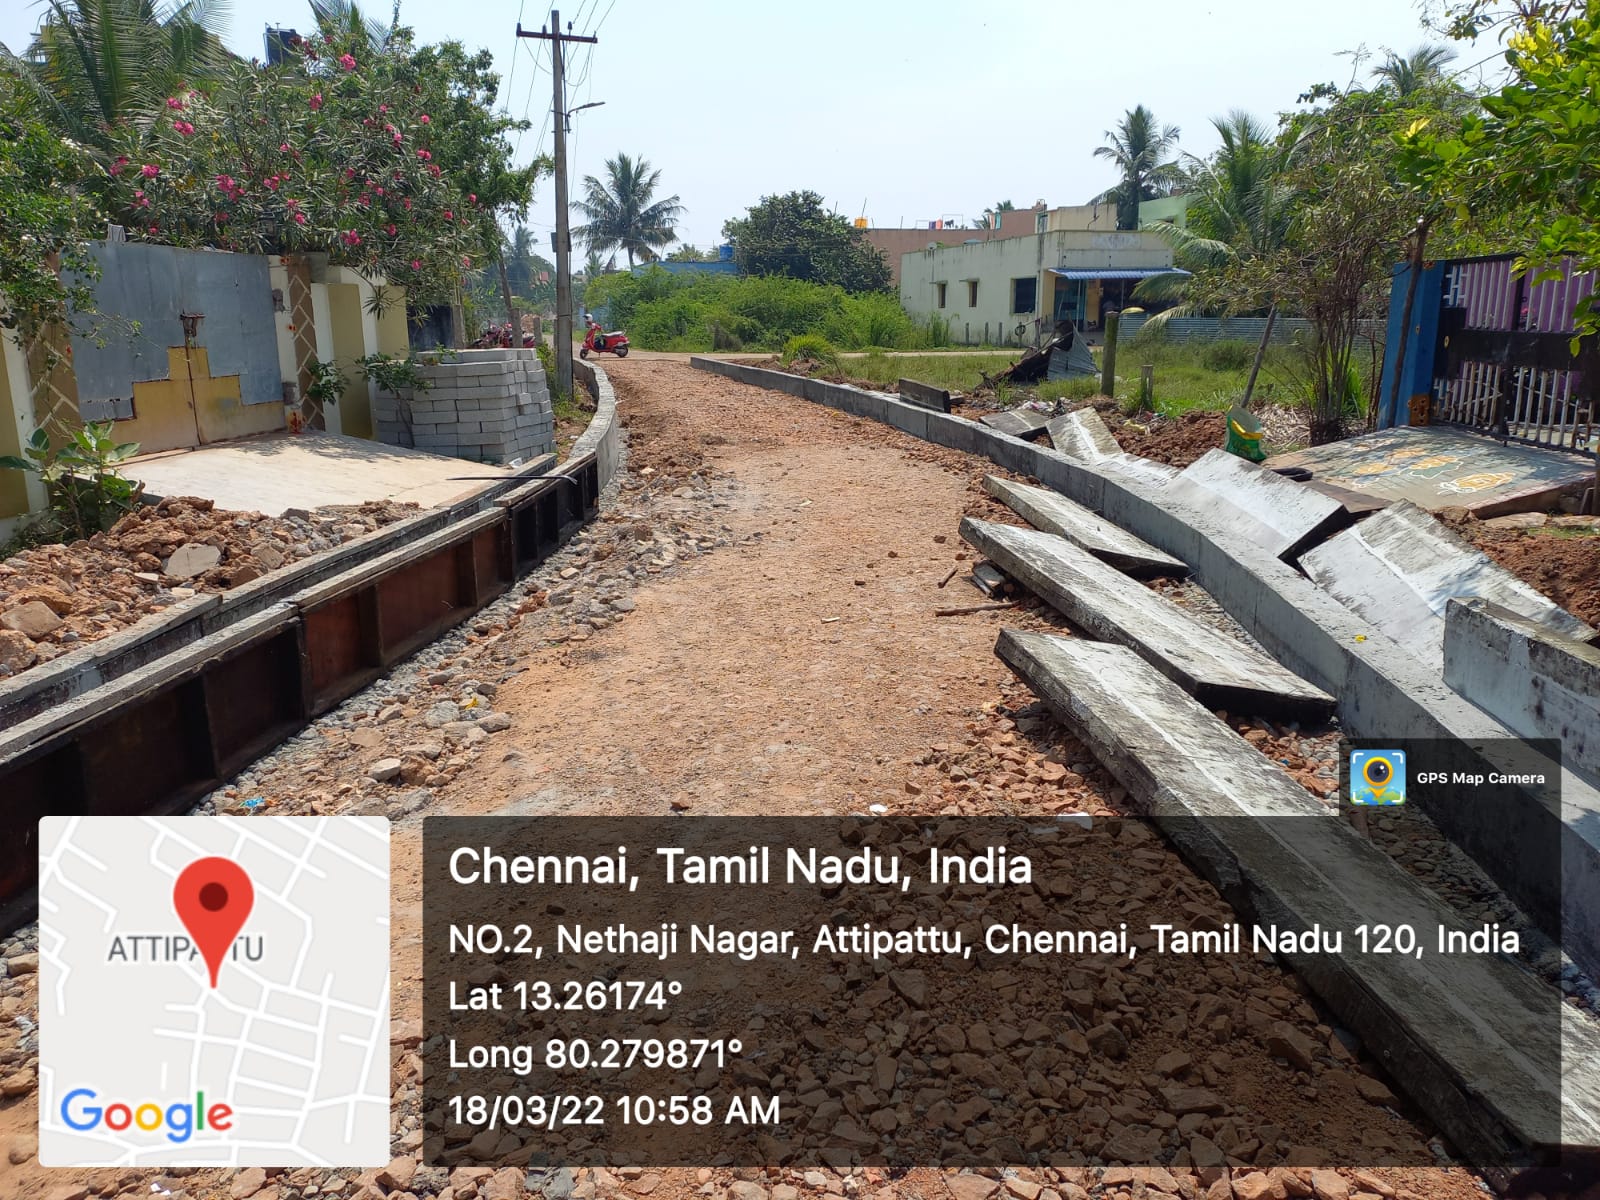 GPS Map Camera
Chennai, Tamil Nadu, India
NO.2, Nethaji Nagar, Attipattu, Chennai, Tamil Nadu 120, India
Lat 13.26174°
Long 80.279871°
18/03/22 10:58 AM
ATTIPATTU
Google